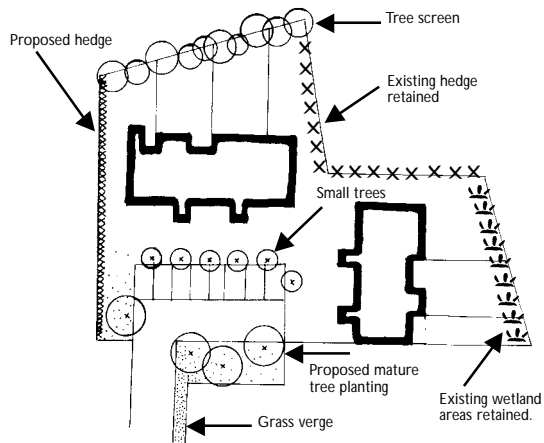 Tree screen
Proposed hedge
Existing hedge
retained
Small trees
Proposed mature
tree planting
Existing wetland
areas retained.
Grass verge